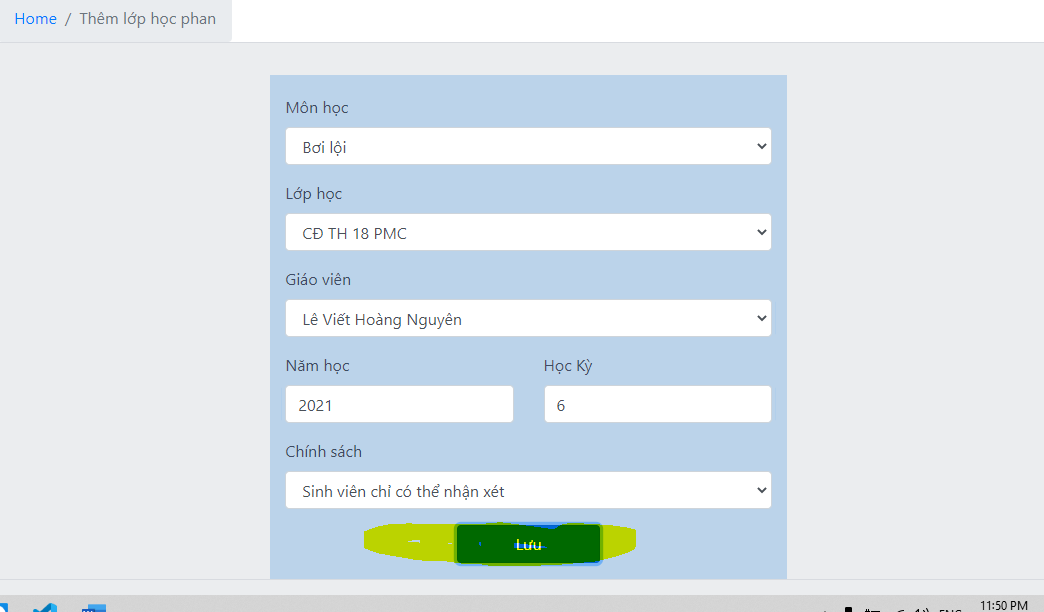 Home / Thêm lớp học phan
Môn học
Bơi lội
Lớp học
CĐ TH 18 PMC
Giáo viên
Lê Viết Hoàng Nguyên
Năm học Học Kỳ
2021 6
Chính sách
Sinh viên chỉ có thể nhận xét
Lưu
11:50 PM